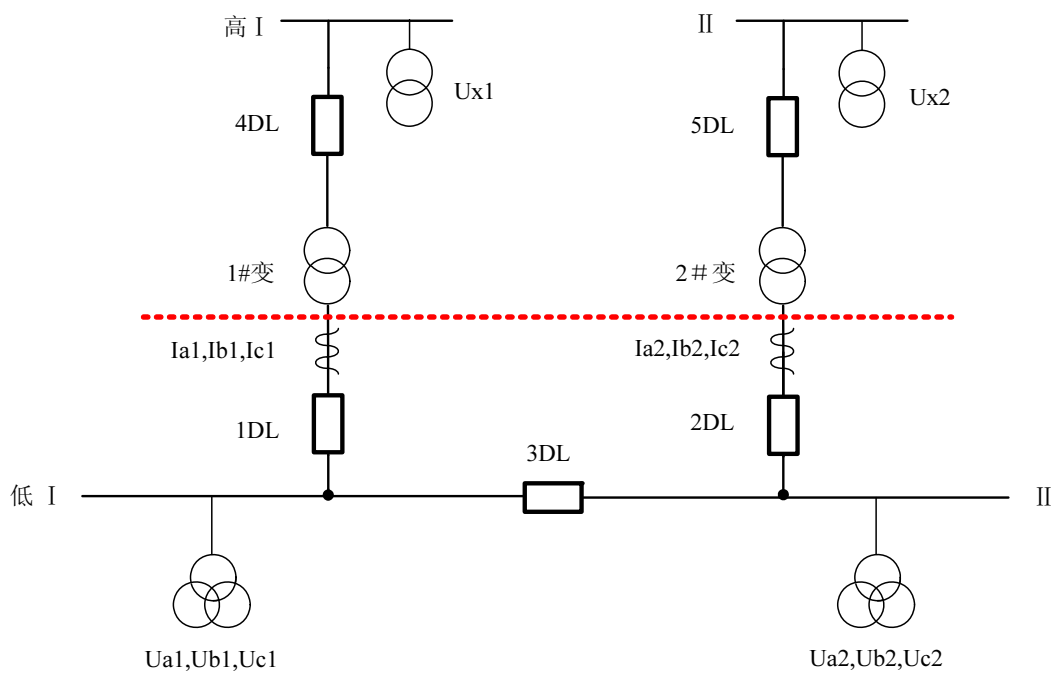 高Ⅰ
Ⅱ
Ux1
Ux2
4DL
5DL
1#变
2＃变
Ia1,Ib1,Ic1
Ia2,Ib2,Ic2
1DL
2DL
3DL
低 Ⅰ
Ⅱ
Ua1,Ub1,Uc1
Ua2,Ub2,Uc2